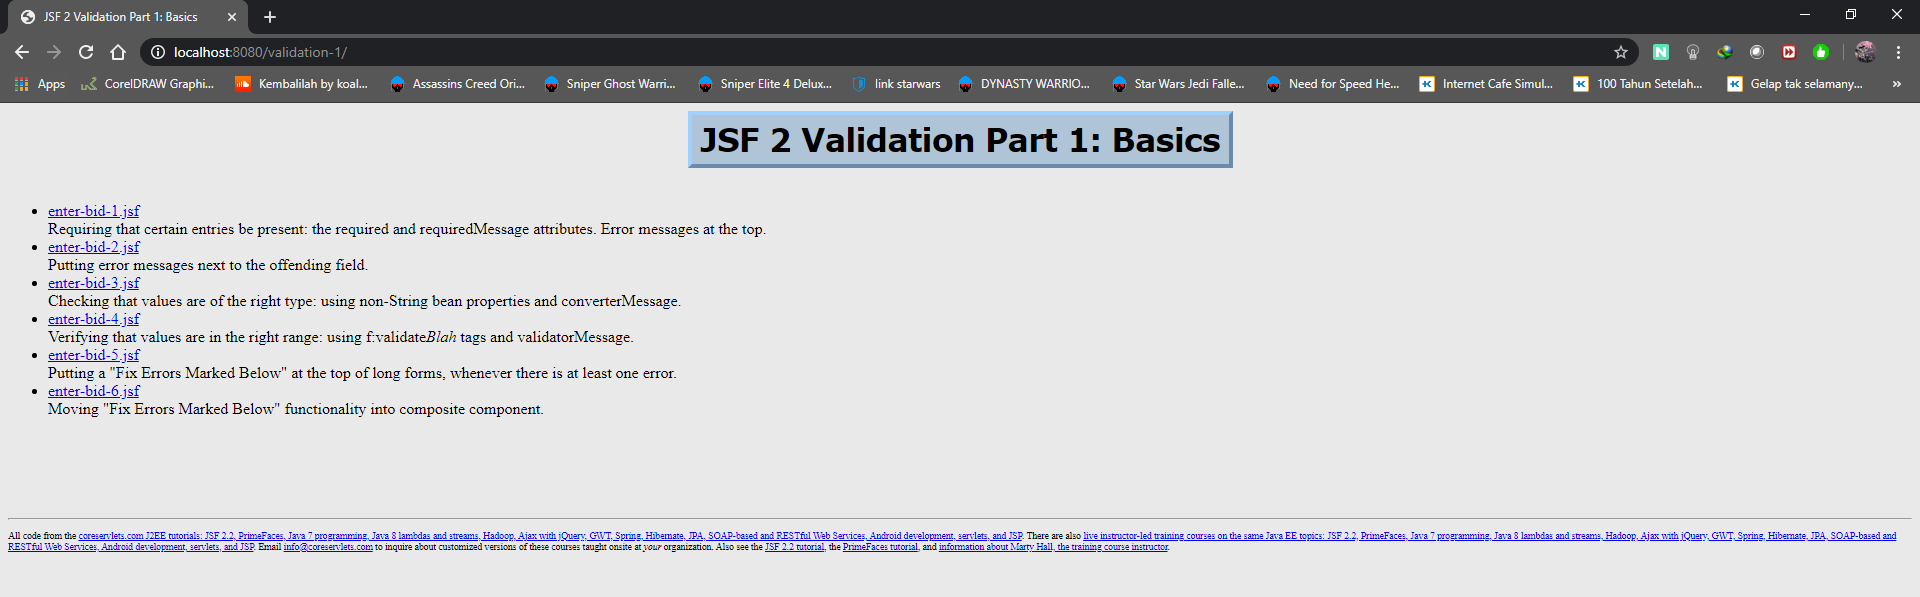 JSF 2 Validation Part 1: Basics
localhost:8080/validation-1/
Apps CorelDRAW Graphi... Kembalilah by koal... Assassins Creed Ori... Sniper Ghost Warri... Sniper Elite 4 Delux... link starwars DYNASTY WARRIO... Star Wars Jedi Falle... Need for Speed He... Internet Cafe Simul... 100 Tahun Setelah... Gelap tak selamany... »
JSF 2 Validation Part 1: Basics
enter-bid-1.jsf
Requiring that certain entries be present: the required and requiredMessage attributes. Error messages at the top.
enter-bid-2.jsf
Putting error messages next to the offending field.
enter-bid-3.jsf
Checking that values are of the right type: using non-String bean properties and converterMessage.
enter-bid-4.jsf
Verifying that values are in the right range: using f:validateBlah tags and validatorMessage.
enter-bid-5.jsf
Putting a "Fix Errors Marked Below" at the top of long forms, whenever there is at least one error.
enter-bid-6.jsf
Moving "Fix Errors Marked Below" functionality into composite component.
All code from the coreservlets.com J2EE tutorials: JSF 2.2, PrimeFaces, Java 7 programming, Java 8 lambdas and streams, Hadoop, Ajax with jQuery, GWT, Spring, Hibernate, JPA, SOAP-based and RESTful Web Services, Android development, servlets, and JSP. There are also live instructor-led training courses on the same Java EE topics: JSF 2.2, PrimeFaces, Java 7 programming, Java 8 lambdas and streams, Hadoop, Ajax with jQuery, GWT, Spring, Hibernate, JPA, SOAP-based and
RESTful Web Services, Android development, servlets, and JSP. Email info@coreservlets.com to inquire about customized versions of these courses taught onsite at your organization. Also see the JSF 2.2 tutorial, the PrimeFaces tutorial, and information about Marty Hall, the training course instructor.